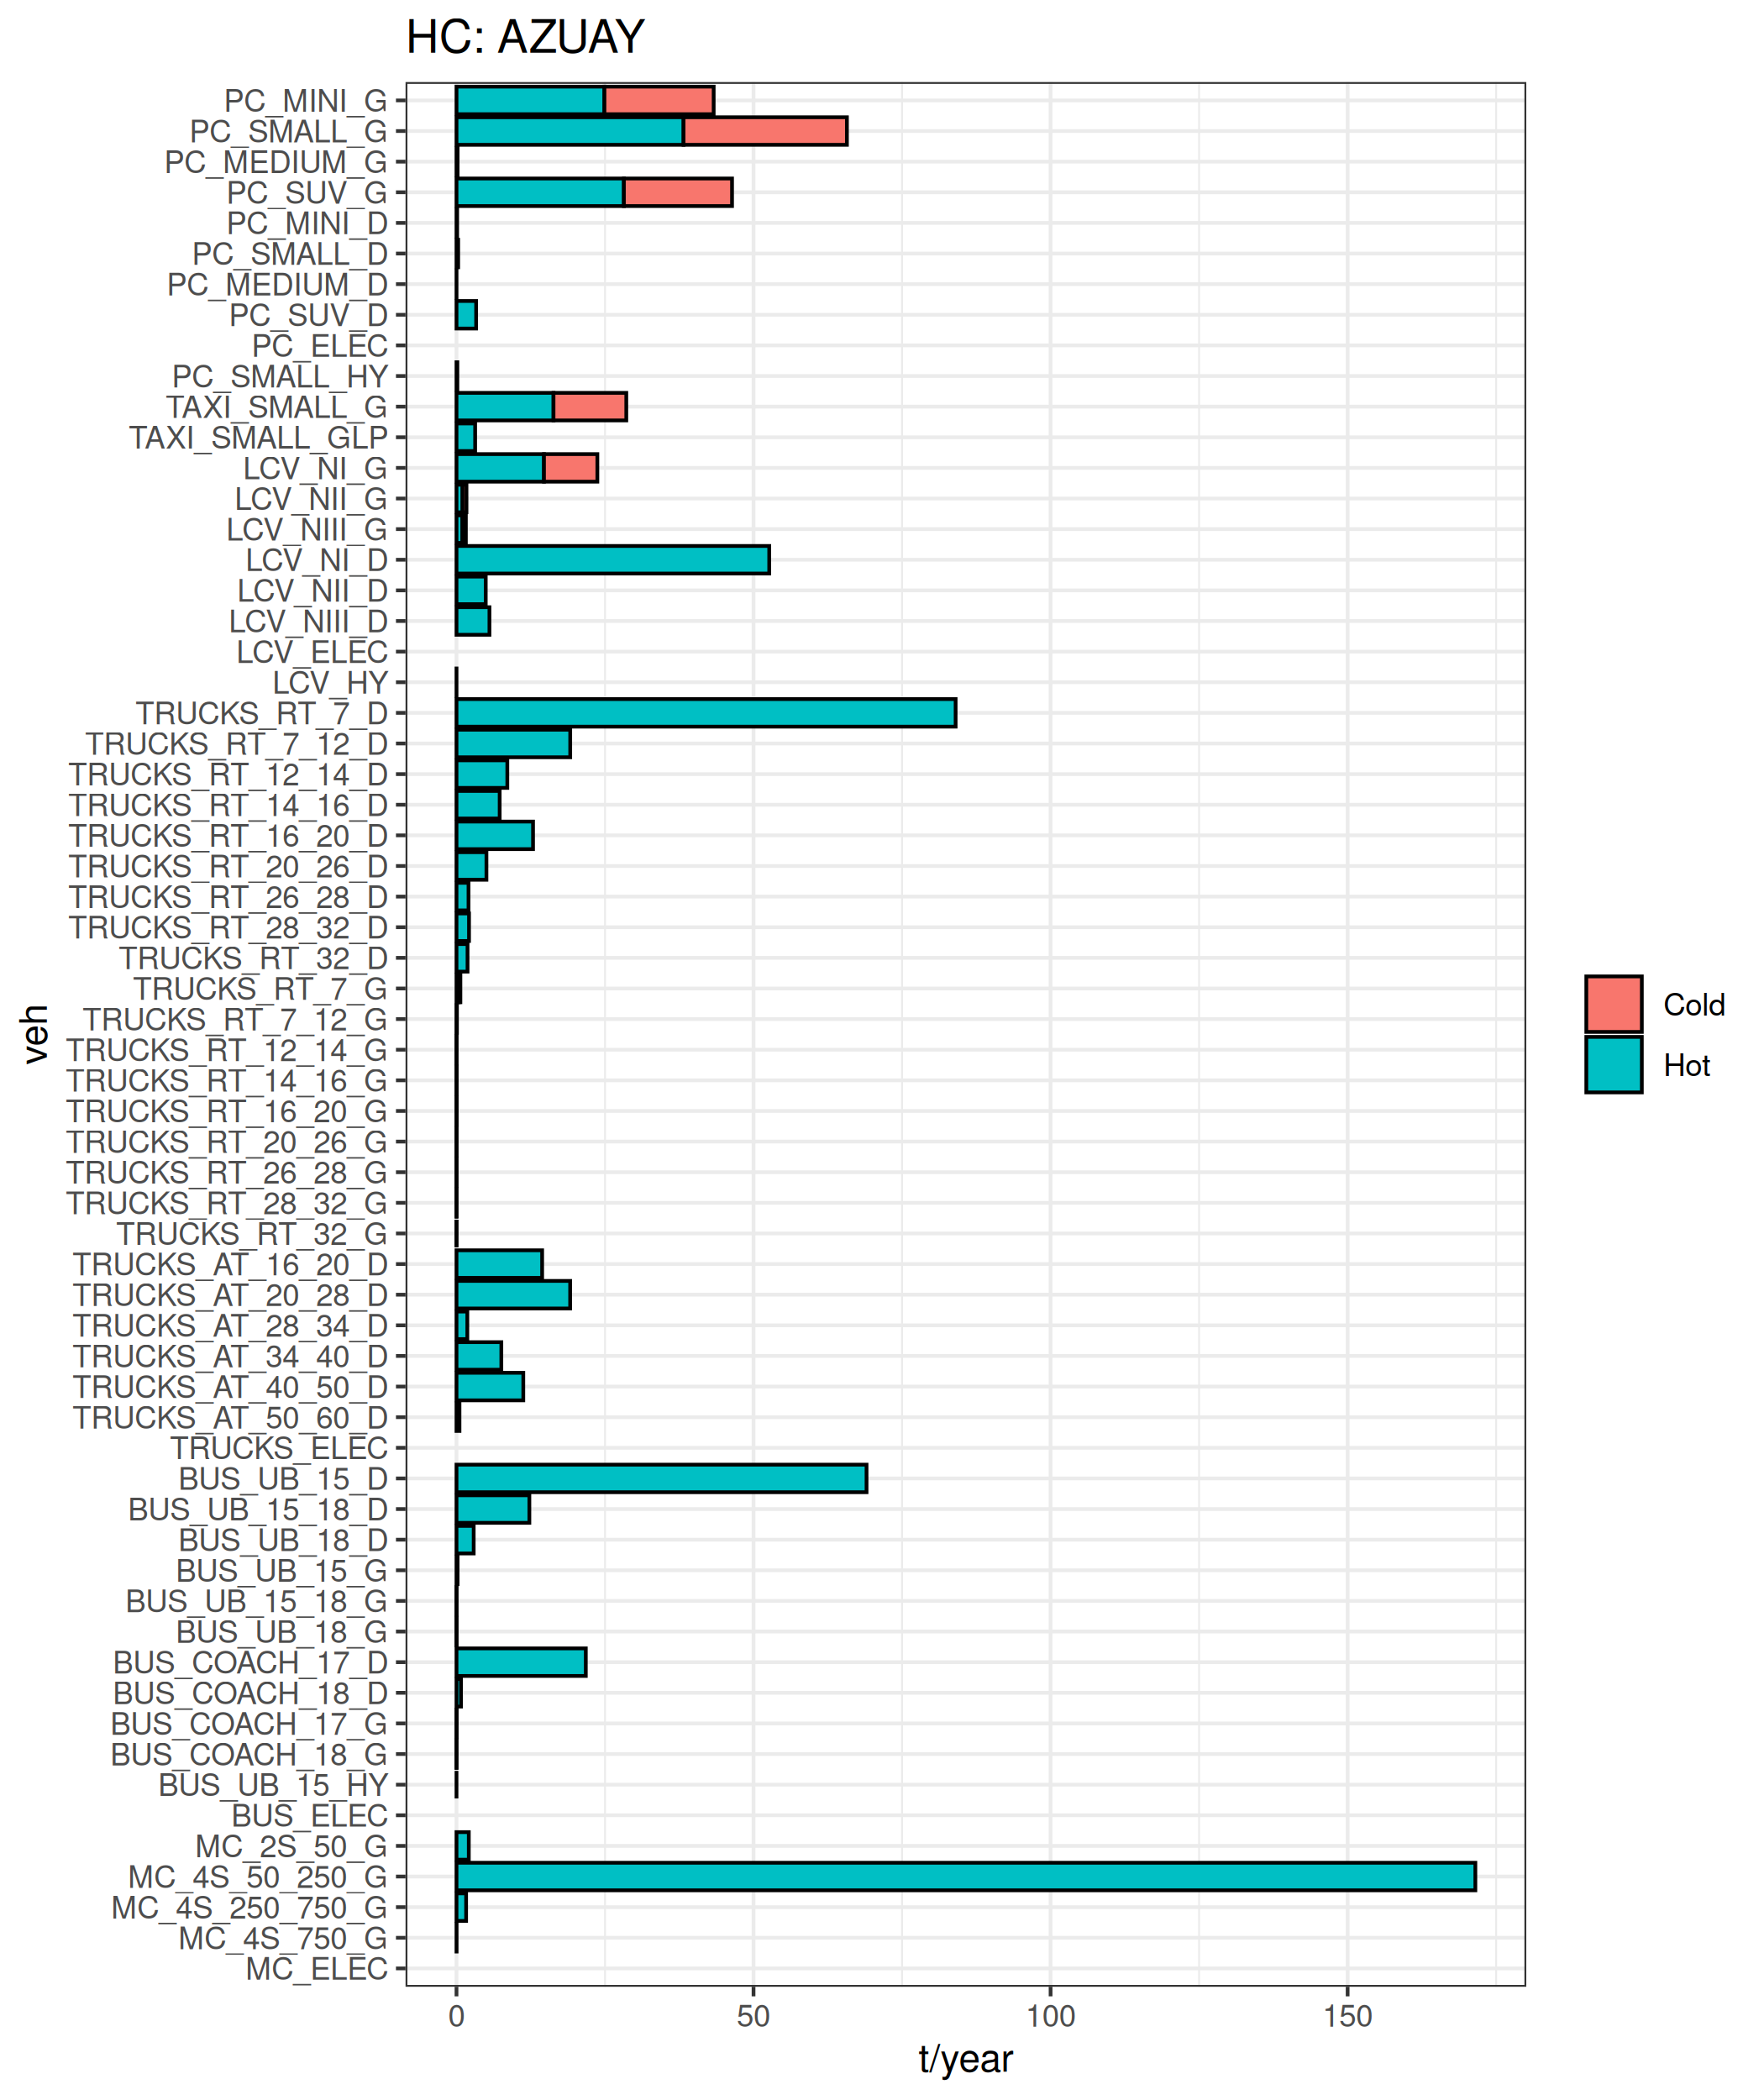 HC: AZUAY
PC_MINI_G
PC_SMALL_G
PC_MEDIUM_G
PC_SUV_G
PC_MINI_D
PC_SMALL_D
PC_MEDIUM_D
PC_SUV_D
PC_ELEC
PC_SMALL_HY
TAXI_SMALL_G
TAXI_SMALL_GLP
LCV_NI_G
LCV_NII_G
LCV_NIII_G
LCV_NI_D
LCV_NII_D
LCV_NIII_D
LCV_ELEC
LCV_HY
TRUCKS_RT_7_D
TRUCKS_RT_7_12_D
TRUCKS_RT_12_14_D
TRUCKS_RT_14_16_D
TRUCKS_RT_16_20_D
TRUCKS_RT_20_26_D
TRUCKS_RT_26_28_D
TRUCKS_RT_28_32_D
TRUCKS_RT_32_D
TRUCKS_RT_7_G
TRUCKS_RT_7_12_G
TRUCKS_RT_12_14_G
TRUCKS_RT_14_16_G
TRUCKS_RT_16_20_G
TRUCKS_RT_20_26_G
TRUCKS_RT_26_28_G
TRUCKS_RT_28_32_G
TRUCKS_RT_32_G
TRUCKS_AT_16_20_D
TRUCKS_AT_20_28_D
TRUCKS_AT_28_34_D
TRUCKS_AT_34_40_D
TRUCKS_AT_40_50_D
TRUCKS_AT_50_60_D
TRUCKS_ELEC
BUS_UB_15_D
BUS_UB_15_18_D
BUS_UB_18_D
BUS_UB_15_G
BUS_UB_15_18_G
BUS_UB_18_G
BUS_COACH_17_D
BUS_COACH_18_D
BUS_COACH_17_G
BUS_COACH_18_G
BUS_UB_15_HY
BUS_ELEC
MC_2S_50_G
MC_4S_50_250_G
MC_4S_250_750_G
MC_4S_750_G
MC_ELEC
veh
0 50 100 150
t/year
Cold
Hot